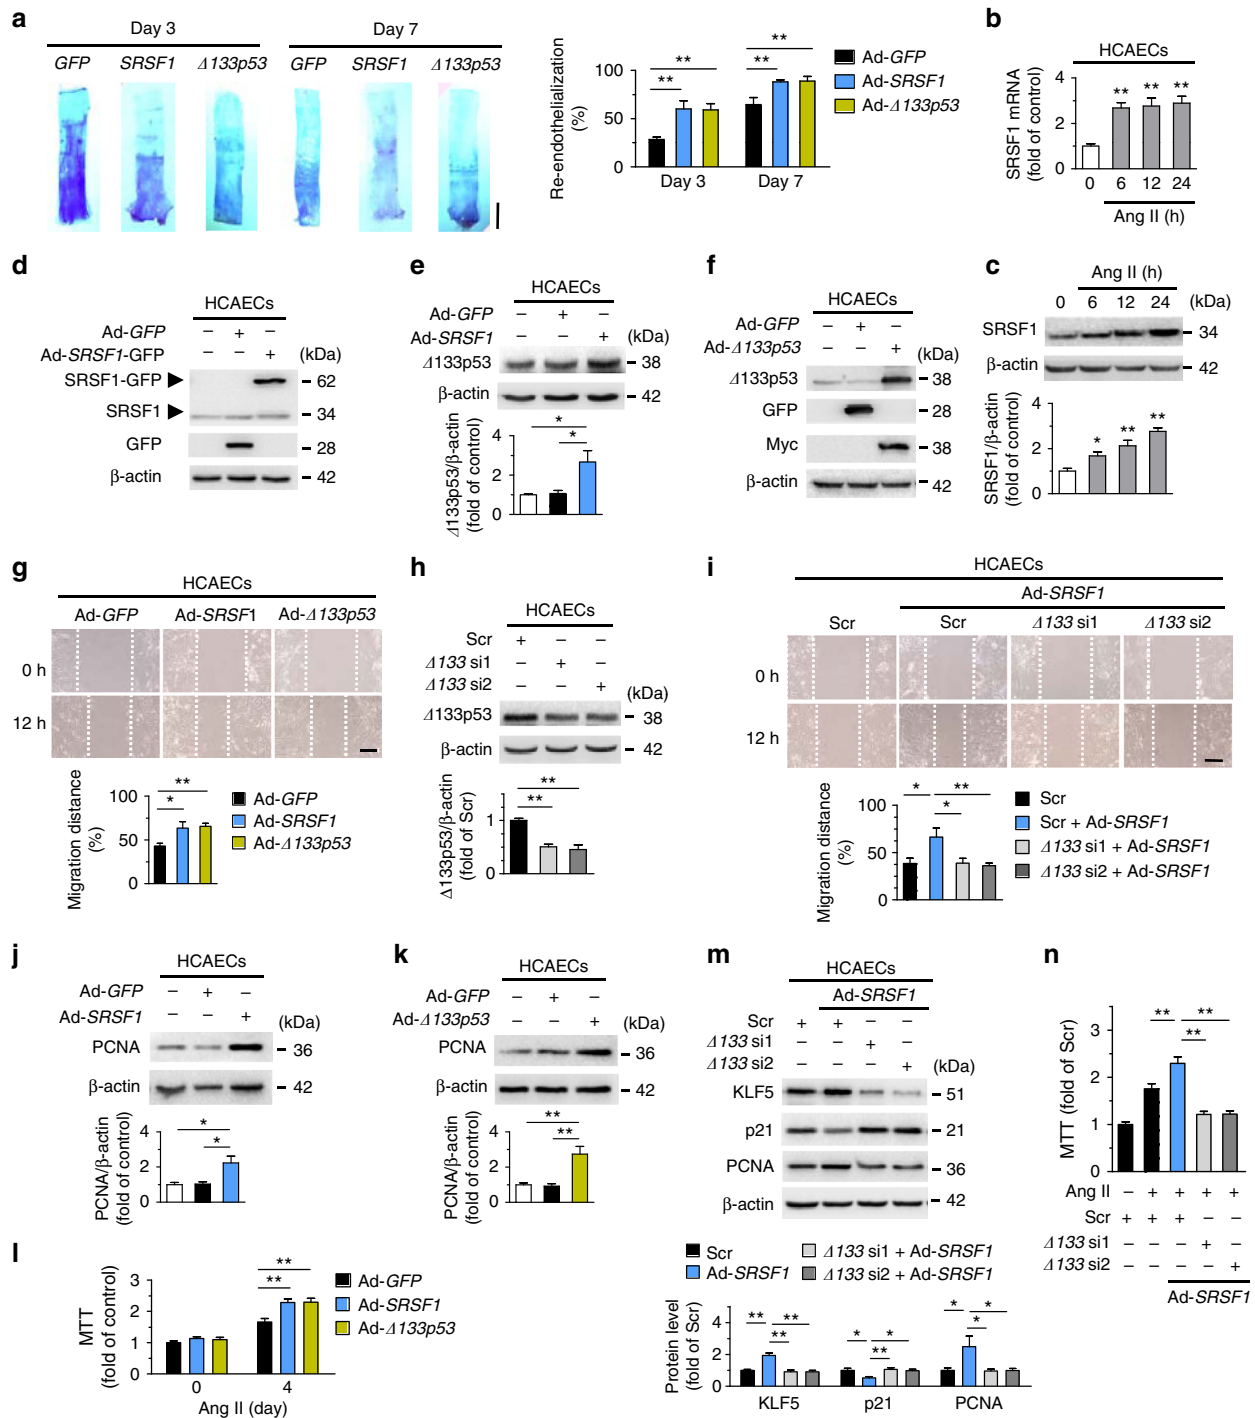 a
Day 3
Day 7
GFP SRSF1 Δ133p53 GFP SRSF1 Δ133p53
Re-endothelialization
(%)
100
50
0
** ** ** **
Day 3 Day 7
Ad-GFP
Ad-SRSF1
Ad-Δ133p53
b
HCAECs
SRSF1 mRNA
(fold of control)
4
2
0
** ** **
0 6 12 24
Ang II (h)
d
HCAECs
Ad-GFP – + –
Ad-SRSF1-GFP – – + (kDa)
SRSF1-GFP 62
SRSF1 34
GFP 28
β-actin 42
e
HCAECs
Ad-GFP – + –
Ad-SRSF1 – – + (kDa)
Δ133p53 38
β-actin 42
Δ133p53/β-actin
(fold of control)
4
2
0
* *
f
HCAECs
Ad-GFP – + –
Ad-Δ133p53 – – + (kDa)
Δ133p53 38
GFP 28
Myc 38
β-actin 42
c
Ang II (h)
0 6 12 24 (kDa)
SRSF1 34
β-actin 42
SRSF1/β-actin
(fold of control)
4
2
0
* ** **
g
HCAECs
Ad-GFP Ad-SRSF1 Ad-Δ133p53
0 h
12 h
Migration distance
(%)
100
50
0
* **
Ad-GFP
Ad-SRSF1
Ad-Δ133p53
h
HCAECs
Scr + – –
Δ133 si1 – + –
Δ133 si2 – – + (kDa)
Δ133p53 38
β-actin 42
Δ133p53/β-actin
(fold of Scr)
1
0
** **
i
HCAECs
Ad-SRSF1
Scr Scr Δ133 si1 Δ133 si2
0 h
12 h
Migration distance
(%)
100
50
0
* ** *
Scr
Scr + Ad-SRSF1
Δ133 si1 + Ad-SRSF1
Δ133 si2 + Ad-SRSF1
j
HCAECs
Ad-GFP – + –
Ad-SRSF1 – – + (kDa)
PCNA 36
β-actin 42
PCNA/β-actin
(fold of control)
4
2
0
* *
k
HCAECs
Ad-GFP – + –
Ad-Δ133p53 – – + (kDa)
PCNA 36
β-actin 42
PCNA/β-actin
(fold of control)
4
2
0
** **
l
MTT
(fold of control)
3
2
1
0
** **
0 4
Ang II (day)
Ad-GFP
Ad-SRSF1
Ad-Δ133p53
m
HCAECs
Ad-SRSF1
Scr + + – –
Δ133 si1 – – + –
Δ133 si2 – – – + (kDa)
KLF5 51
p21 21
PCNA 36
β-actin 42
Scr
Ad-SRSF1
Δ133 si1 + Ad-SRSF1
Δ133 si2 + Ad-SRSF1
Protein level
(fold of Scr)
4
2
0
** ** ** * * ** * * *
KLF5 p21 PCNA
n
MTT (fold of Scr)
3
2
1
0
** ** **
Ang II – + + + +
Scr + + + – –
Δ133 si1 – – – + –
Δ133 si2 – – – – +
Ad-SRSF1